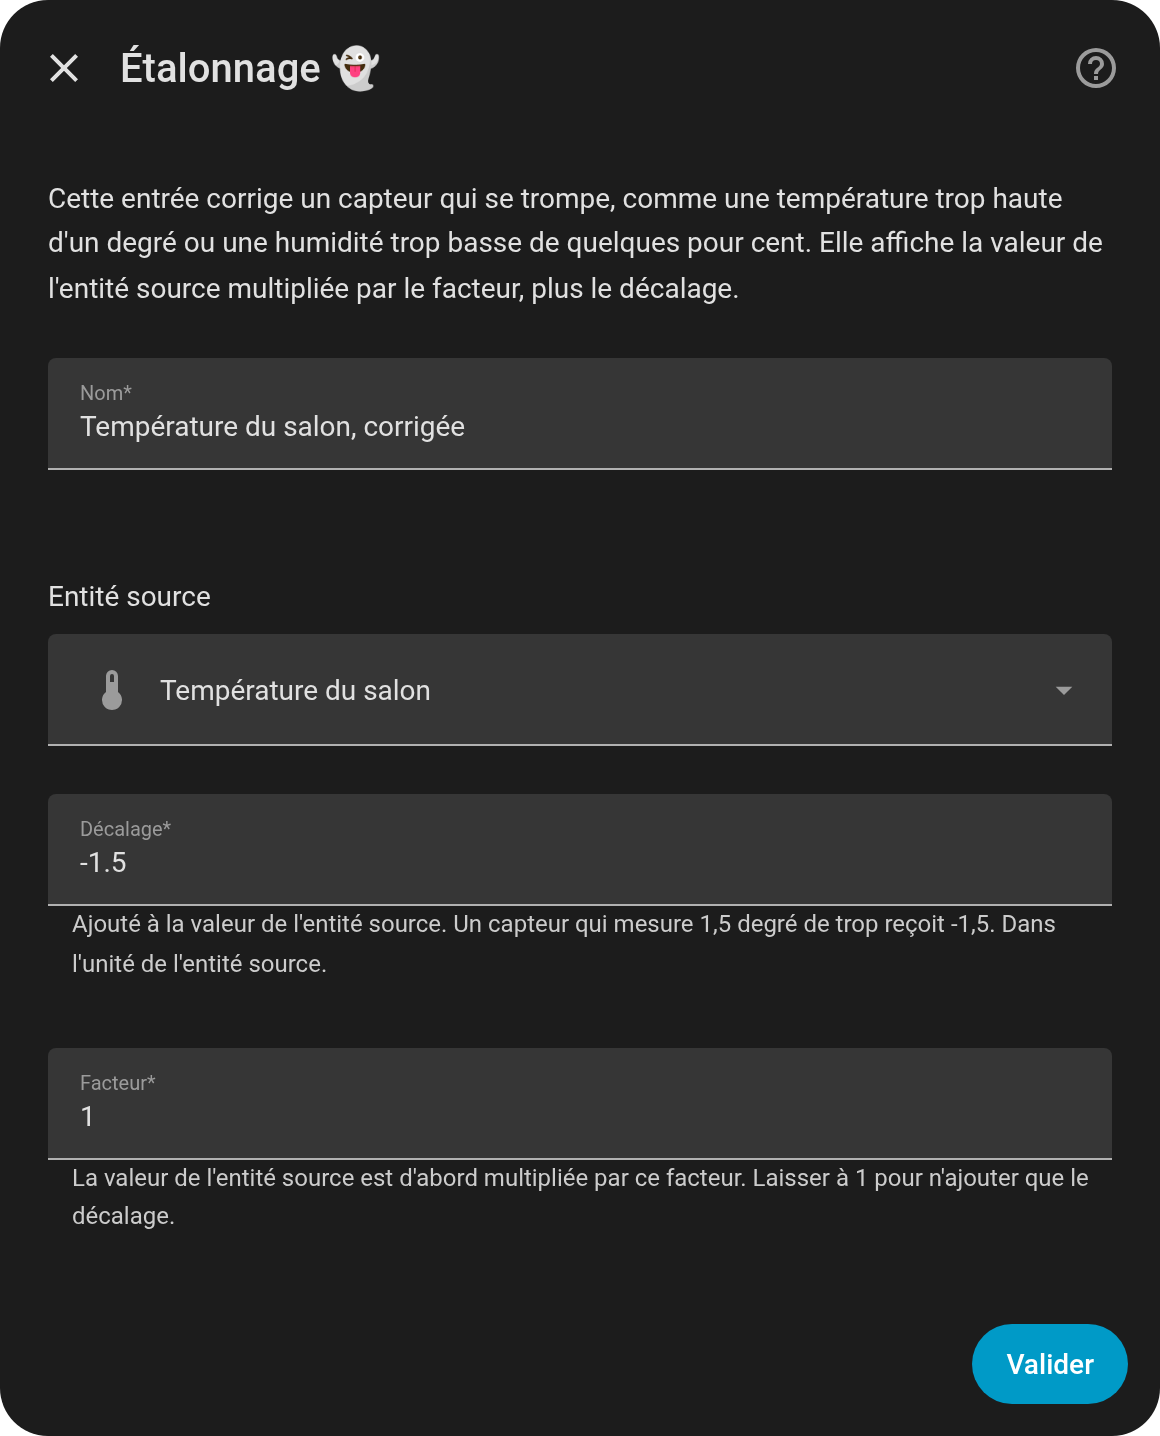 Étalonnage 👻
Cette entrée corrige un capteur qui se trompe, comme une température trop haute
d'un degré ou une humidité trop basse de quelques pour cent. Elle affiche la valeur de
l'entité source multipliée par le facteur, plus le décalage.
Nom*
Température du salon, corrigée
Entité source
Température du salon
Décalage*
-1.5
Ajouté à la valeur de l'entité source. Un capteur qui mesure 1,5 degré de trop reçoit -1,5. Dans
l'unité de l'entité source.
Facteur*
1
La valeur de l'entité source est d'abord multipliée par ce facteur. Laisser à 1 pour n'ajouter que le
décalage.
Valider